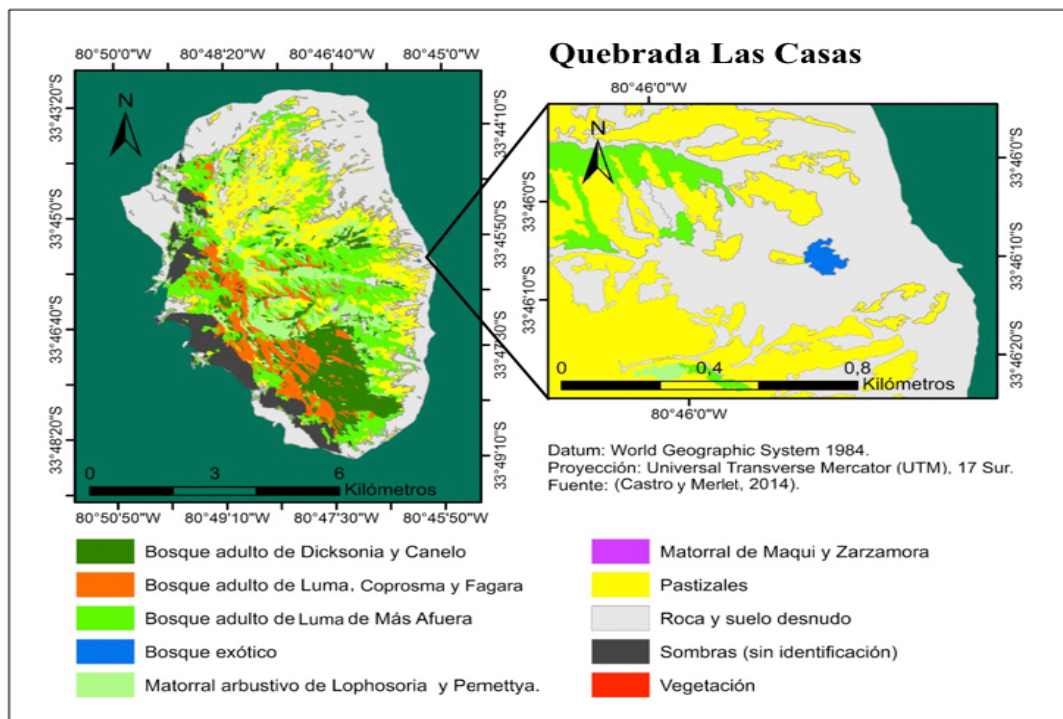 80°50'0"W 80°48'20"W 80°46'40"W 80°45'0"W
Quebrada Las Casas
80°46'0"W
N
33°43'20"S
33°45'0"S
33°46'40"S
33°48'20"S
33°44'10"S
33°45'50"S
33°47'30"S
33°49'10"S
0 3 6
Kilómetros
80°50'50"W 80°49'10"W 80°47'30"W 80°45'50"W
N
33°46'0"S
33°46'10"S
33°46'0"S
33°46'10"S
33°46'20"S
0 0,4 0,8
Kilómetros
80°46'0"W
Datum: World Geographic System 1984.
Proyección: Universal Transverse Mercator (UTM), 17 Sur.
Fuente: (Castro y Merlet, 2014).
Bosque adulto de Dicksonia y Canelo
Bosque adulto de Luma, Coprosma y Fagara
Bosque adulto de Luma de Más Afuera
Bosque exótico
Matorral arbustivo de Lophosoria y Pemettya.
Matorral de Maqui y Zarzamora
Pastizales
Roca y suelo desnudo
Sombras (sin identificación)
Vegetación